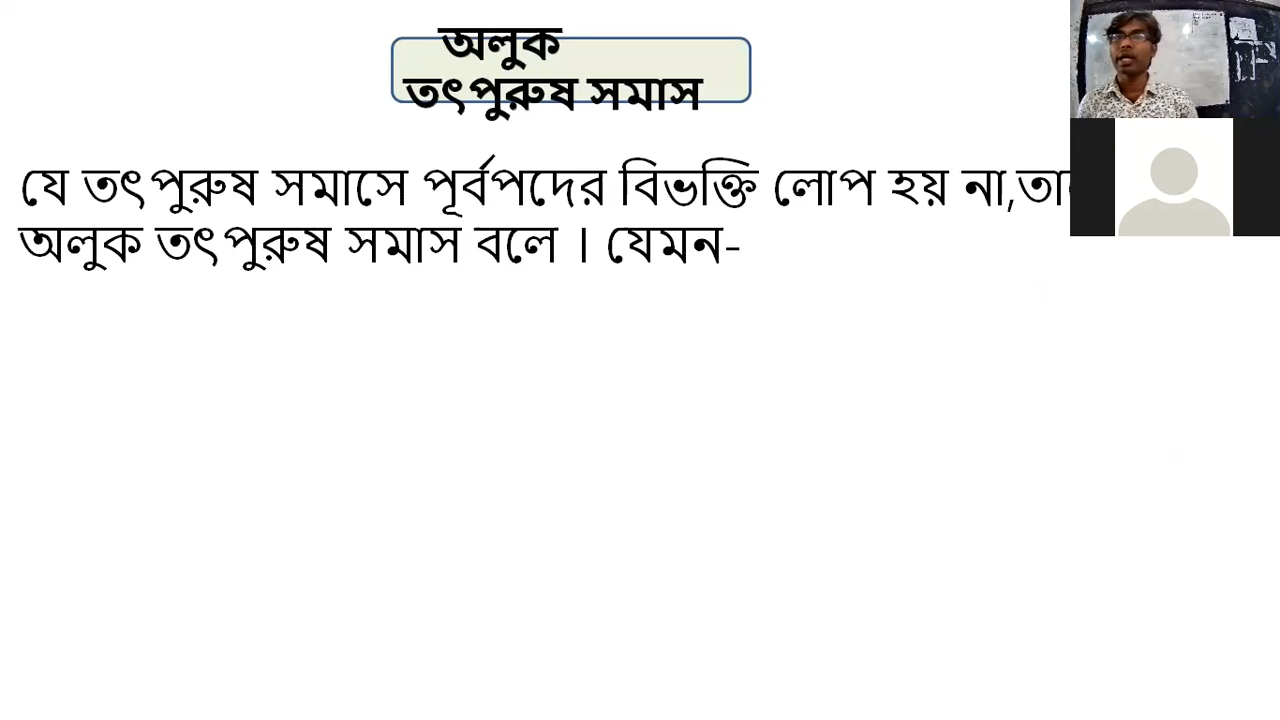 অলুক
তৎপুরুষ সমাস
যে তৎপুরুষ সমাসে পূর্বপদের বিভক্তি লোপ হয় না,
অলুক তৎপুরুষ সমাস বলে । যেমন-